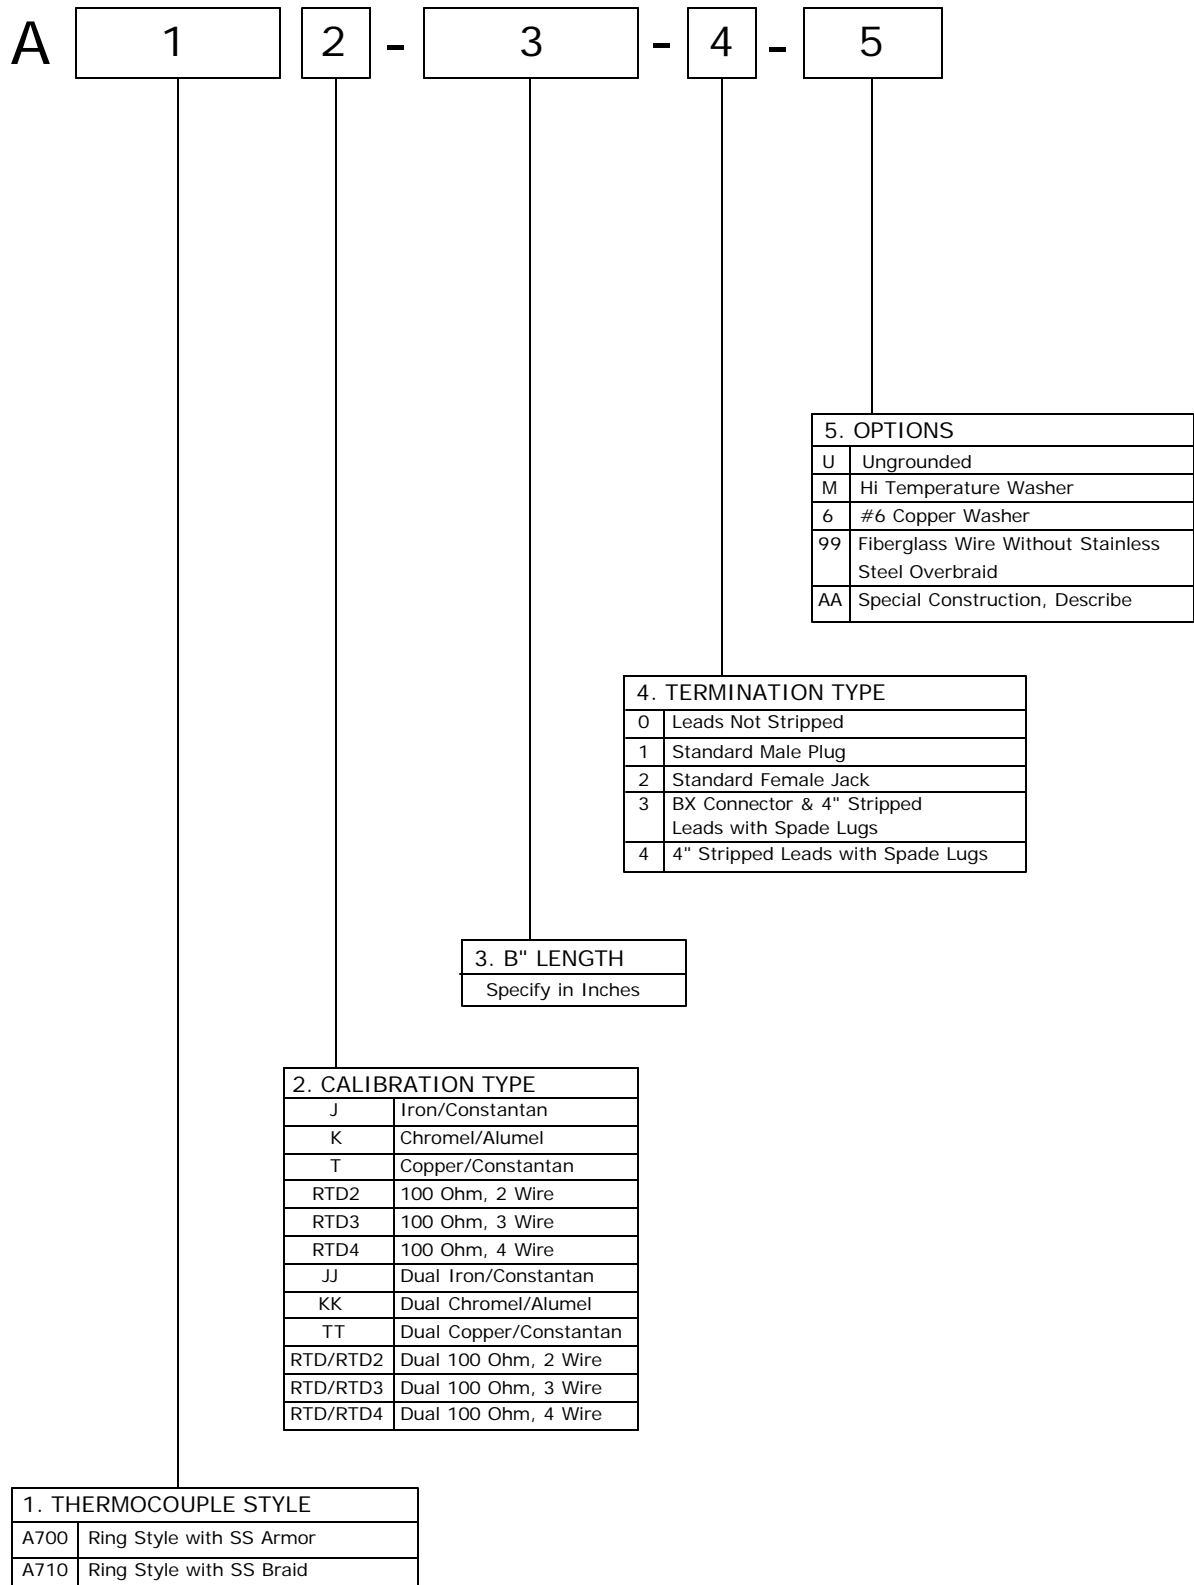 A 1 2 - 3 - 4 - 5
5. OPTIONS
U Ungrounded
M Hi Temperature Washer
6 #6 Copper Washer
99 Fiberglass Wire Without Stainless
Steel Overbraid
AA Special Construction, Describe
4. TERMINATION TYPE
0 Leads Not Stripped
1 Standard Male Plug
2 Standard Female Jack
3 BX Connector & 4" Stripped
Leads with Spade Lugs
4 4" Stripped Leads with Spade Lugs
3. B" LENGTH
Specify in Inches
2. CALIBRATION TYPE
J Iron/Constantan
K Chromel/Alumel
T Copper/Constantan
RTD2 100 Ohm, 2 Wire
RTD3 100 Ohm, 3 Wire
RTD4 100 Ohm, 4 Wire
JJ Dual Iron/Constantan
KK Dual Chromel/Alumel
TT Dual Copper/Constantan
RTD/RTD2 Dual 100 Ohm, 2 Wire
RTD/RTD3 Dual 100 Ohm, 3 Wire
RTD/RTD4 Dual 100 Ohm, 4 Wire
1. THERMOCOUPLE STYLE
A700 Ring Style with SS Armor
A710 Ring Style with SS Braid